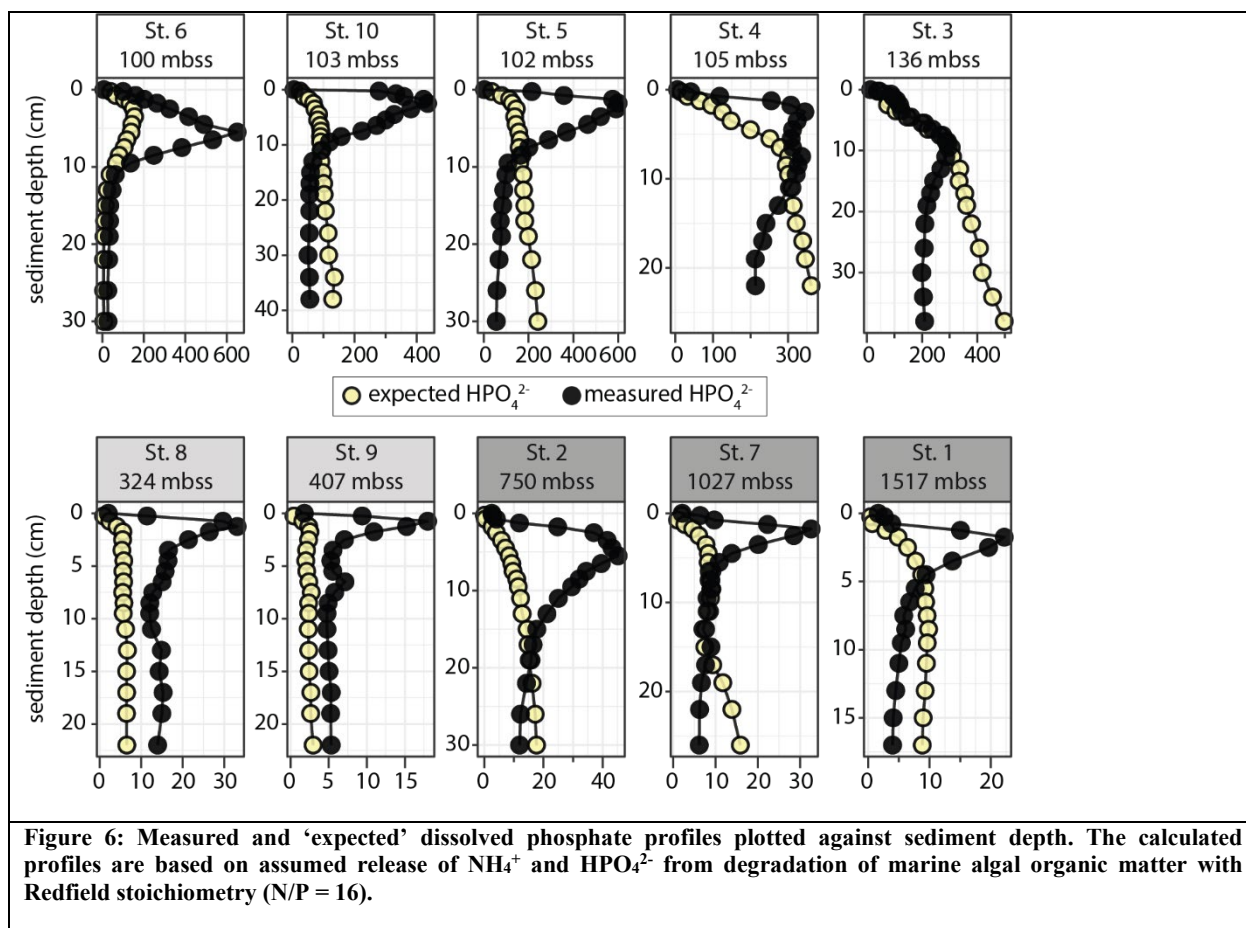 St. 6
100 mbss
St. 10
103 mbss
St. 5
102 mbss
St. 4
105 mbss
St. 3
136 mbss
sediment depth (cm)
0
10
20
30
0 200 400 600
0
10
20
30
40
0 200 400
0
10
20
30
0 200 400 600
0
10
20
0 100 300
0
10
20
30
0 200 400
expected HPO₄²⁻ measured HPO₄²⁻
St. 8
324 mbss
St. 9
407 mbss
St. 2
750 mbss
St. 7
1027 mbss
St. 1
1517 mbss
sediment depth (cm)
0
5
10
15
20
0 10 20 30
0
5
10
15
20
0 5 10 15
0
10
20
30
0 20 40
0
10
20
0 10 20 30
0
5
10
15
0 10 20
Figure 6: Measured and ‘expected’ dissolved phosphate profiles plotted against sediment depth. The calculated
profiles are based on assumed release of NH₄⁺ and HPO₄²⁻ from degradation of marine algal organic matter with
Redfield stoichiometry (N/P = 16).